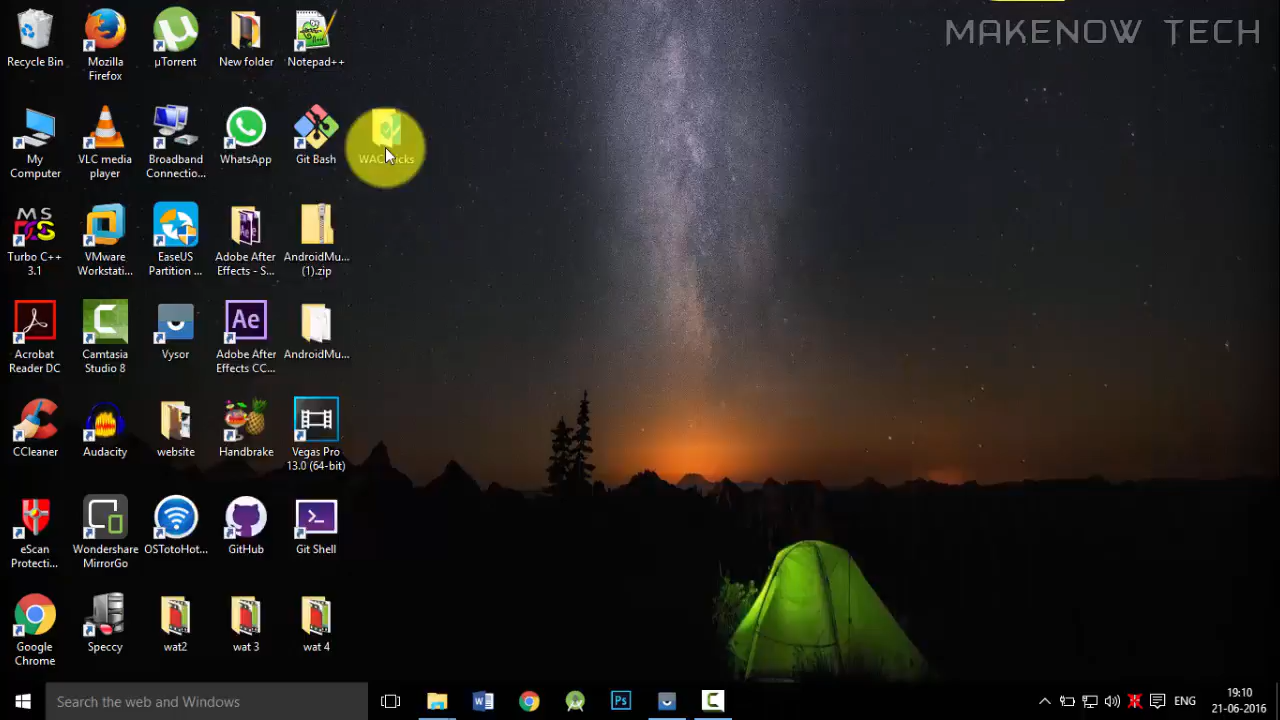 MAKENOW TECH
Recycle Bin
Mozilla
Firefox
µTorrent
New folder
Notepad++
My
Computer
VLC media
player
Broadband
Connectio...
WhatsApp
Git Bash
Turbo C++
3.1
VMware
Workstati...
EaseUS
Partition ...
Adobe After
Effects - S...
AndroidMu...
(1).zip
Acrobat
Reader DC
Camtasia
Studio 8
Vysor
Adobe After
Effects CC...
AndroidMu...
CCleaner
Audacity
website
Handbrake
Vegas Pro
13.0 (64-bit)
eScan
Protecti...
Wondershare
MirrorGo
OSTotoHot...
GitHub
Git Shell
Google
Chrome
Speccy
wat2
wat 3
wat 4
Search the web and Windows
ENG
19:10
21-06-2016